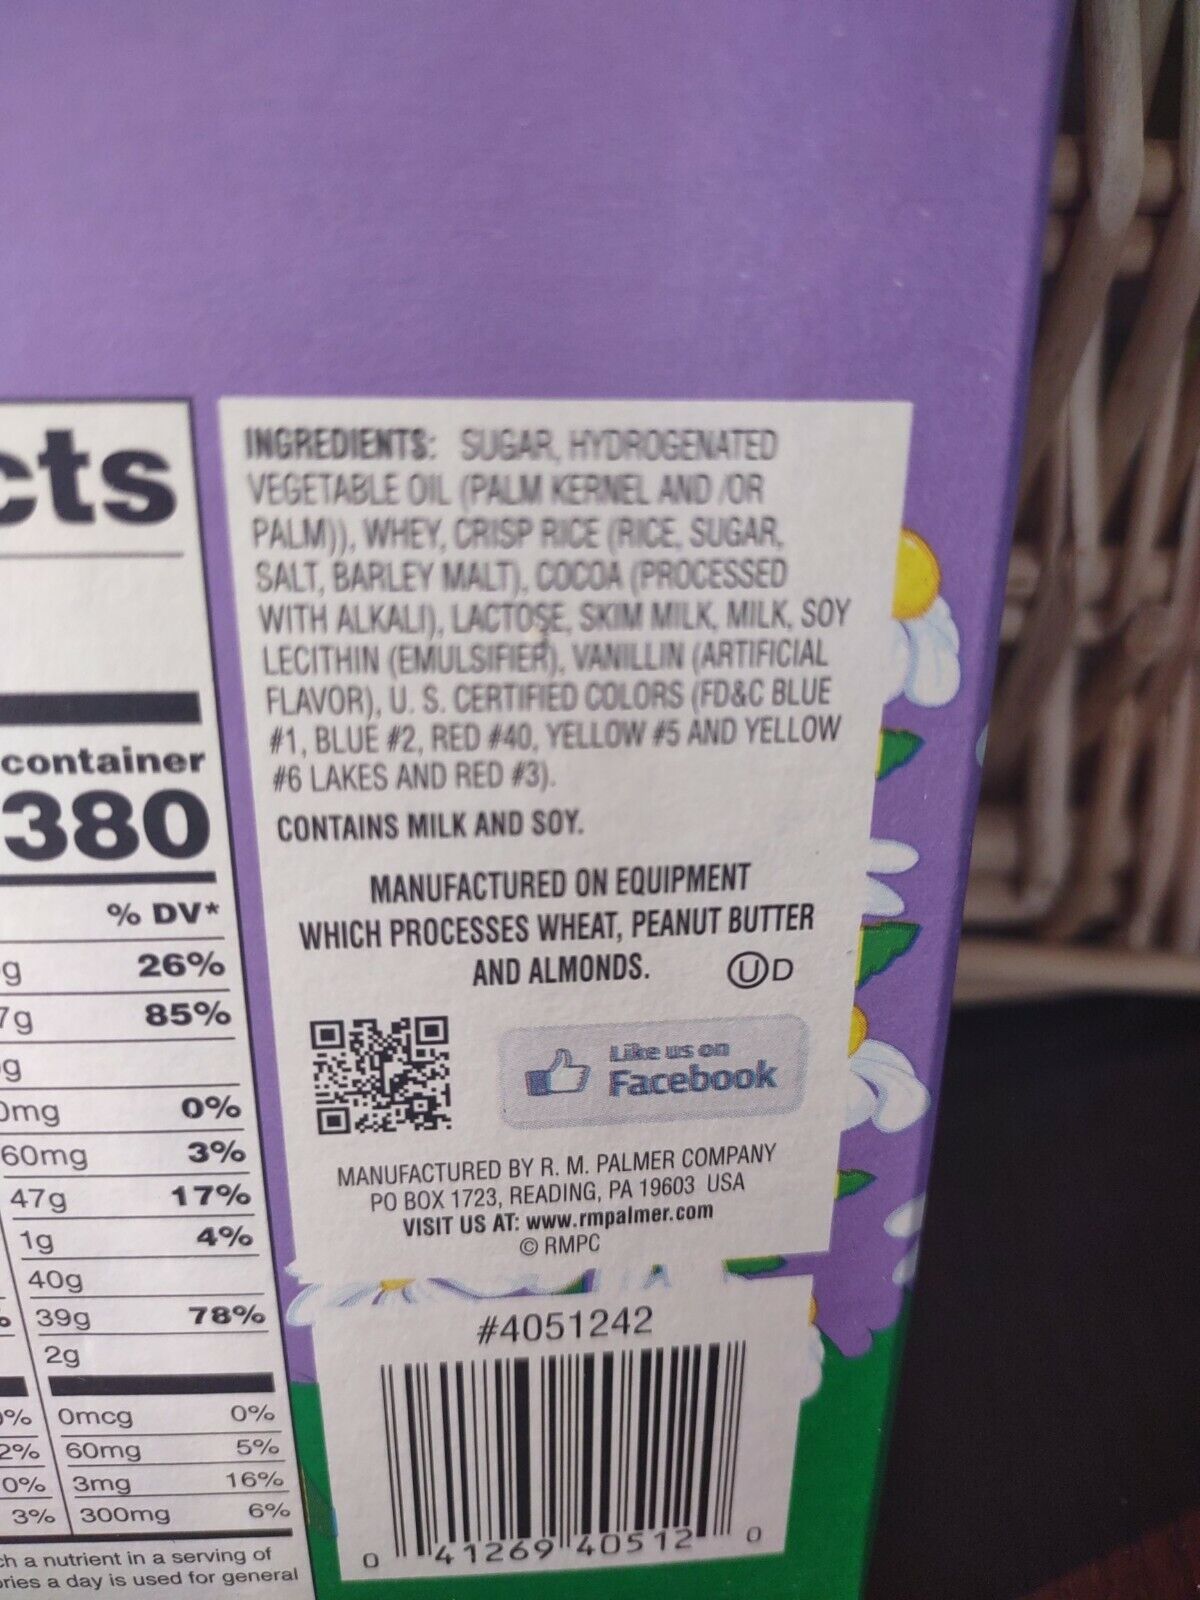 cts
container
380
% DV*
g 26%
7g 85%
g
0mg 0%
60mg 3%
47g 17%
1g 4%
40g
39g 78%
2g
% 0mcg 0%
2% 60mg 5%
0% 3mg 16%
3% 300mg 6%
ch a nutrient in a serving of
ories a day is used for general
INGREDIENTS: SUGAR, HYDROGENATED
VEGETABLE OIL (PALM KERNEL AND /OR
PALM)), WHEY, CRISP RICE (RICE, SUGAR,
SALT, BARLEY MALT), COCOA (PROCESSED
WITH ALKALI), LACTOSE, SKIM MILK, MILK, SOY
LECITHIN (EMULSIFIER), VANILLIN (ARTIFICIAL
FLAVOR), U. S. CERTIFIED COLORS (FD&C BLUE
#1, BLUE #2, RED #40, YELLOW #5 AND YELLOW
#6 LAKES AND RED #3).
CONTAINS MILK AND SOY.
MANUFACTURED ON EQUIPMENT
WHICH PROCESSES WHEAT, PEANUT BUTTER
AND ALMONDS. ⓊD
Like us on
Facebook
MANUFACTURED BY R. M. PALMER COMPANY
PO BOX 1723, READING, PA 19603 USA
VISIT US AT: www.rmpalmer.com
© RMPC
#4051242
0 41269 40512 0